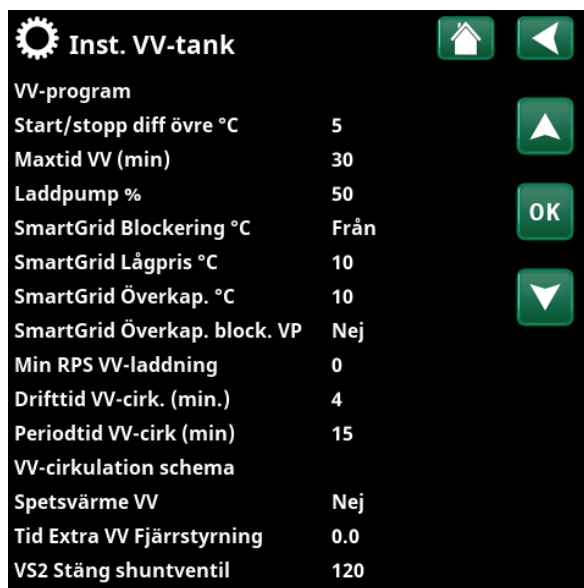 Inst. VV-tank
VV-program
Start/stopp diff övre °C 5
Maxtid VV (min) 30
Laddpump % 50
SmartGrid Blockering °C Från
SmartGrid Lågpris °C 10
SmartGrid Överkap. °C 10
SmartGrid Överkap. block. VP Nej
Min RPS VV-laddning 0
Drifttid VV-cirk. (min.) 4
Periodtid VV-cirk (min) 15
VV-cirkulation schema
Spetsvärme VV Nej
Tid Extra VV Fjärrstyrning 0.0
VS2 Stäng shuntventil 120
OK